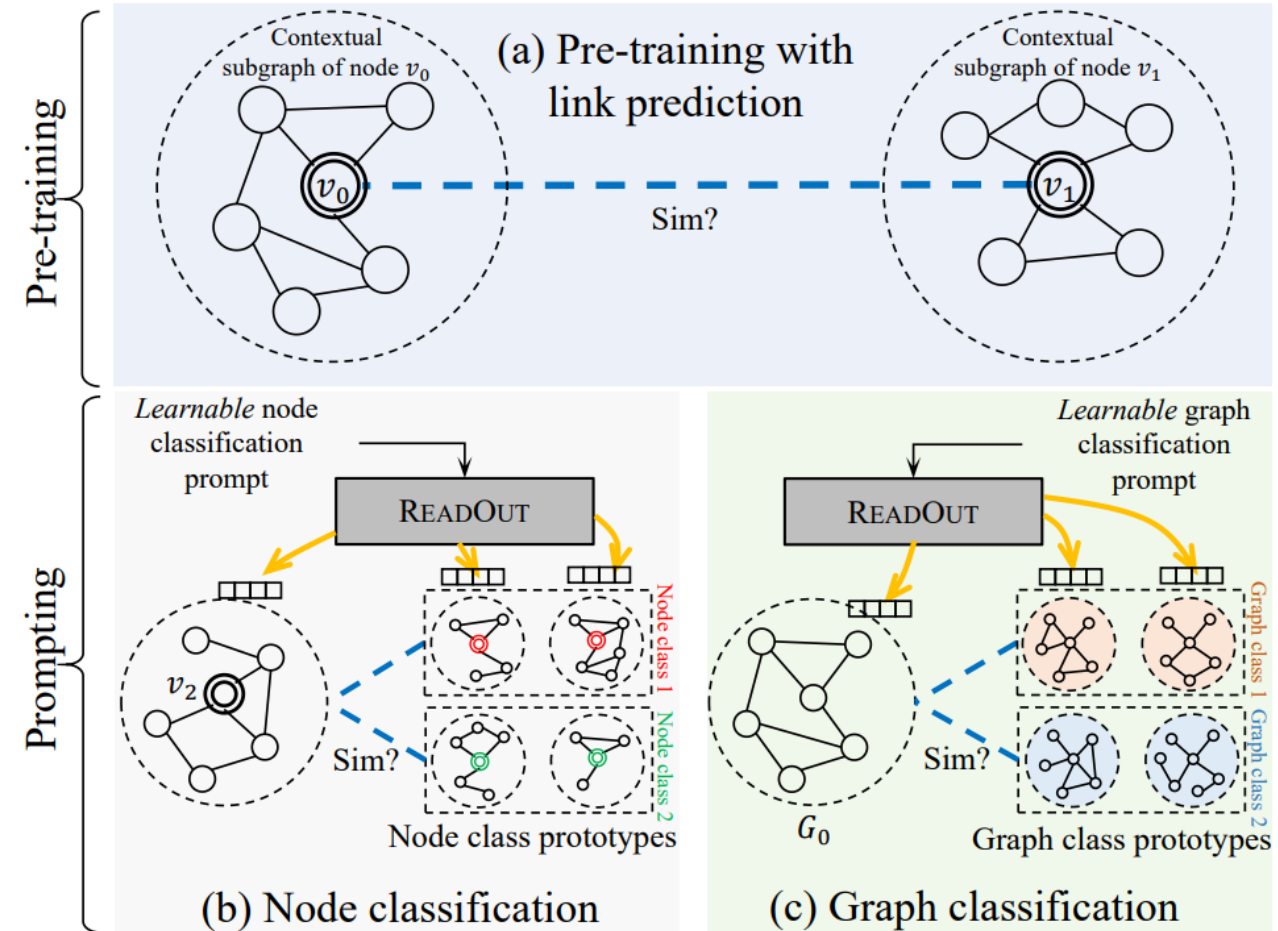 Pre-training
Contextual
subgraph of node v₀
(a) Pre-training with
link prediction
Contextual
subgraph of node v₁
v₀
v₁
Sim?
Prompting
Learnable node
classification
prompt
READOUT
v₂
Sim?
Node class 1
Node class 2
Node class prototypes
(b) Node classification
Learnable graph
classification
prompt
READOUT
G₀
Sim?
Graph class 1
Graph class 2
Graph class prototypes
(c) Graph classification